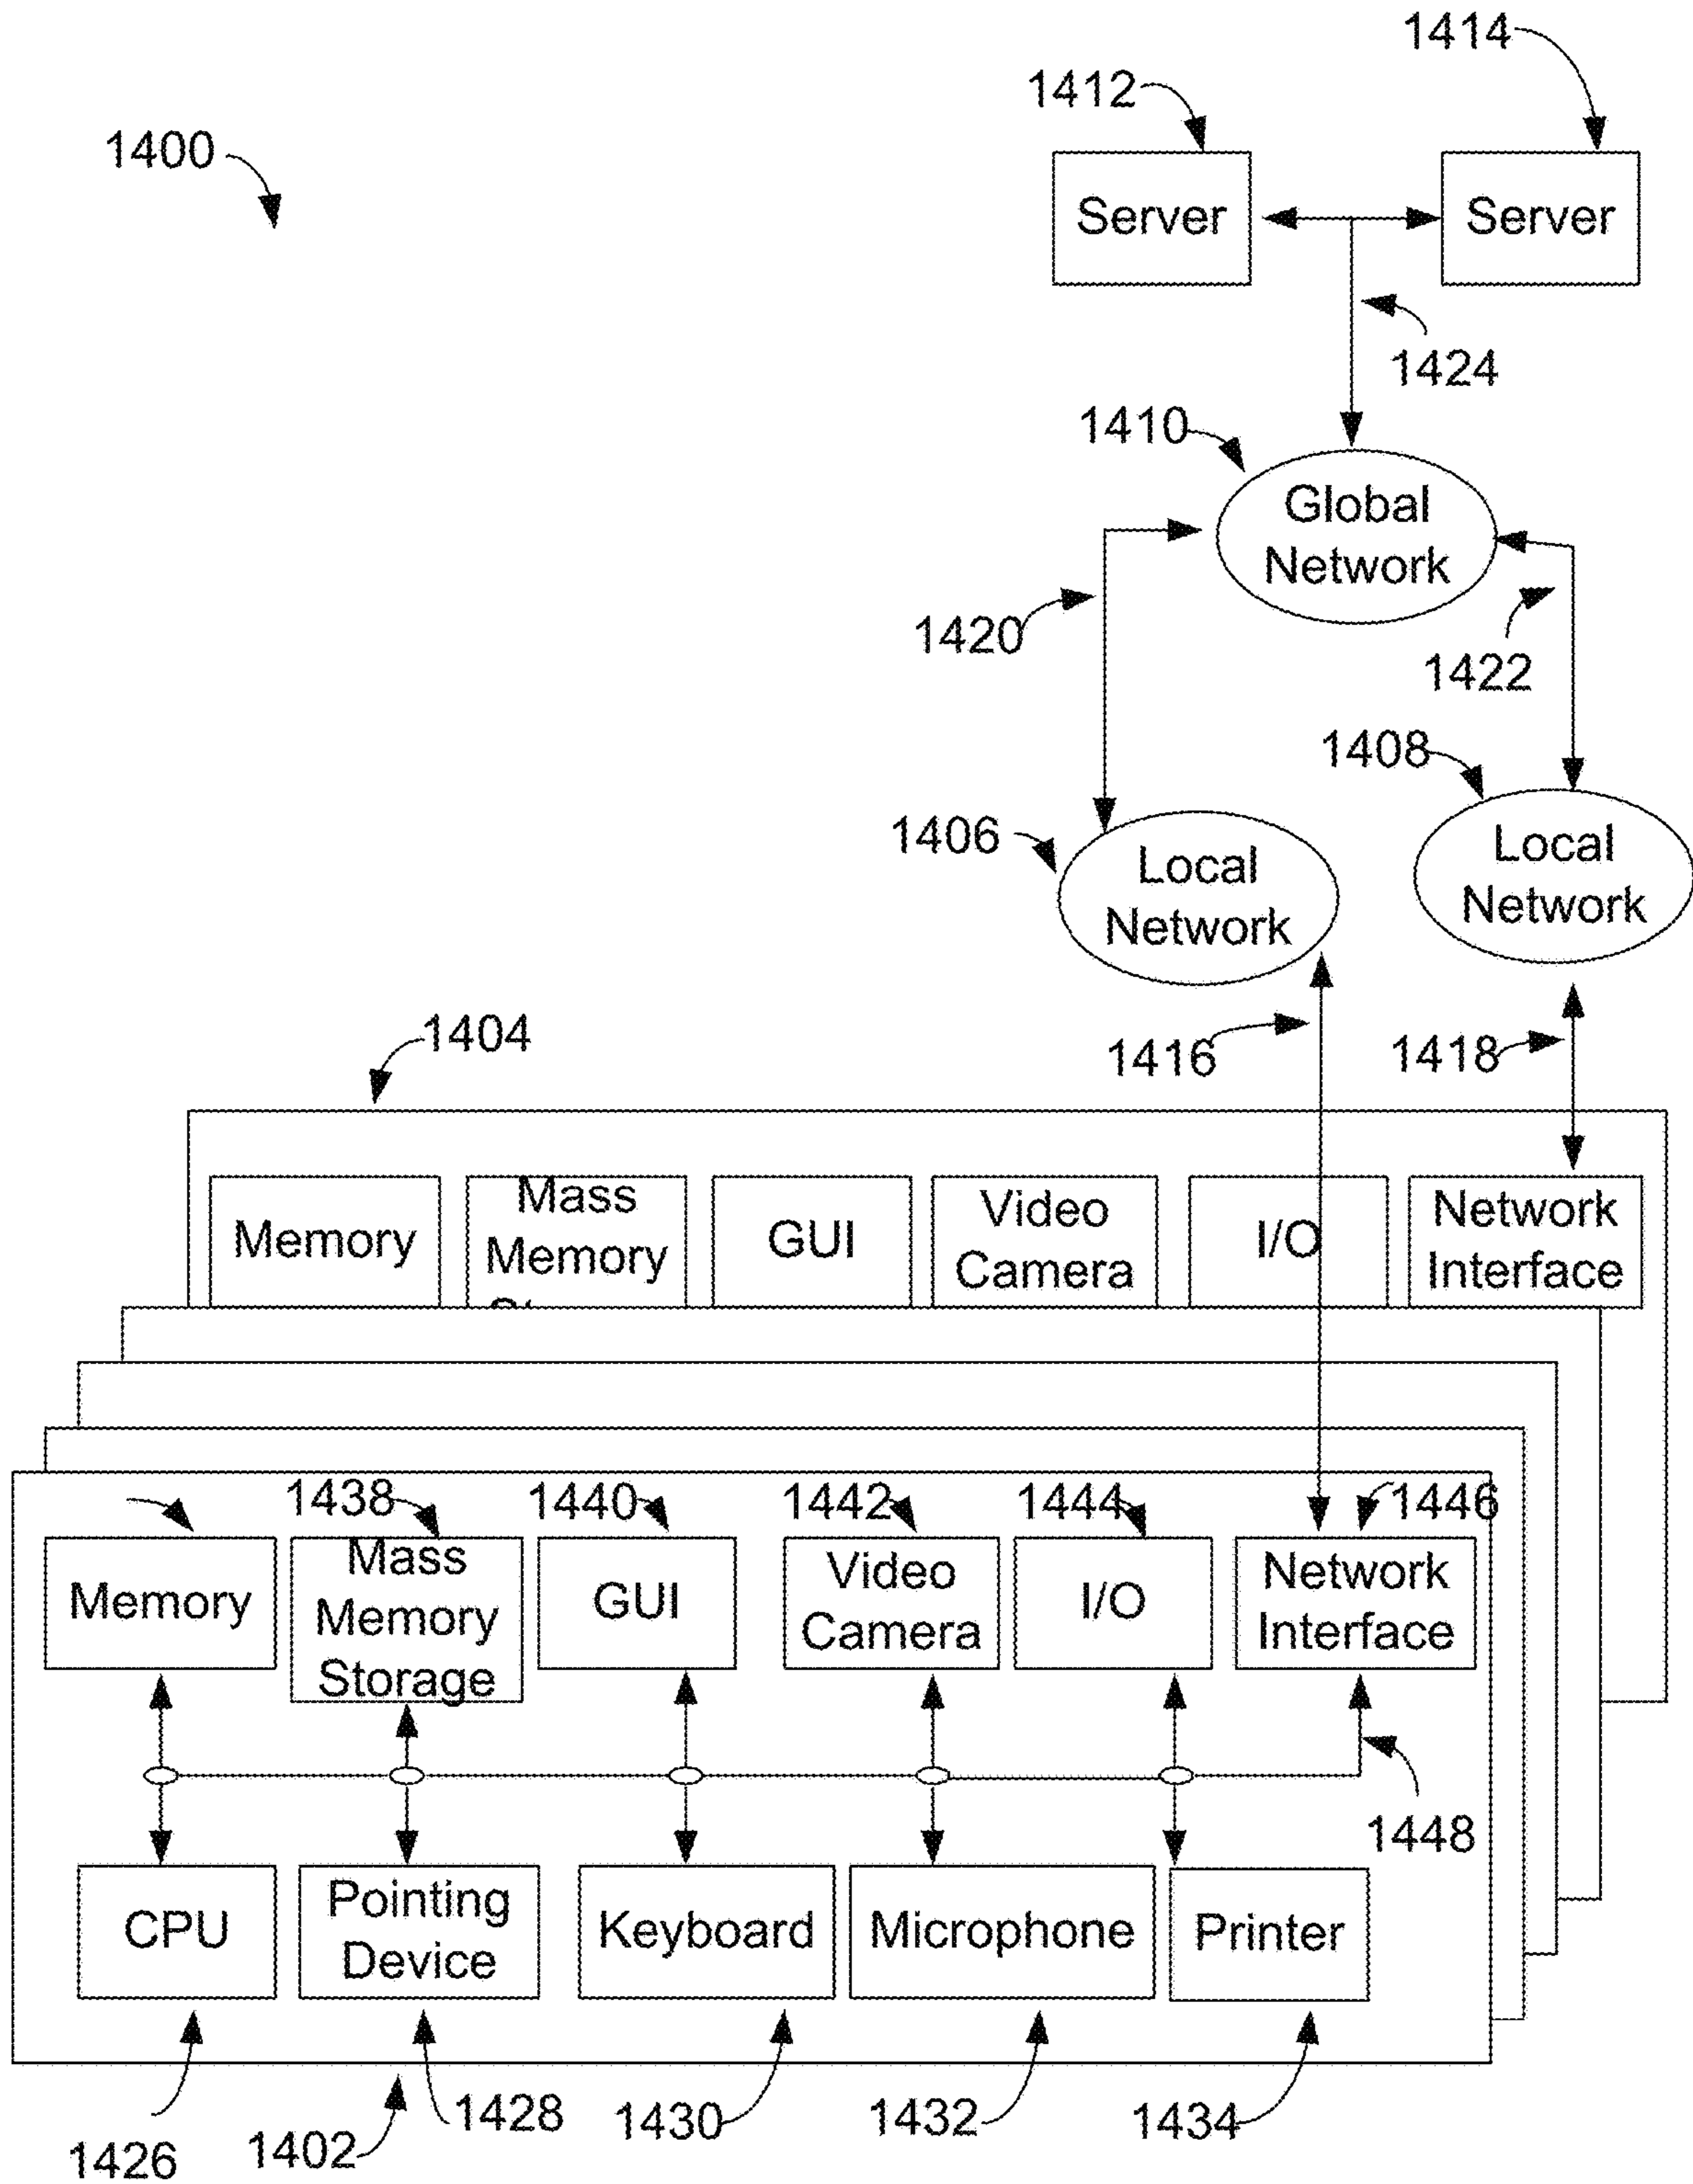 1414
1412
1400
Server
Server
1424
1410
Global
Network
1420
1422
1408
1406
Local
Network
Local
Network
1404
1416
1418
Memory
Mass
Memory
GUI
Video
Camera
I/O
Network
Interface
1438
1440
1442
1444
1446
Memory
Mass
Memory
Storage
GUI
Video
Camera
I/O
Network
Interface
1448
CPU
Pointing
Device
Keyboard
Microphone
Printer
1426
1402
1428
1430
1432
1434